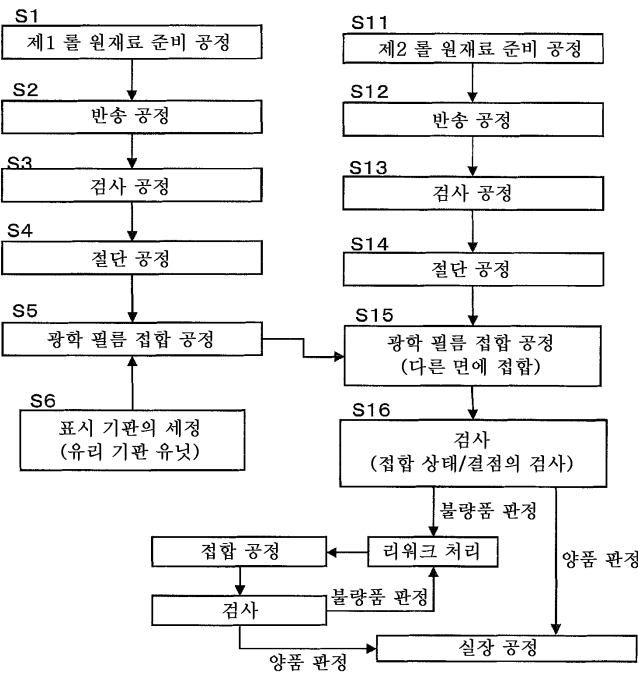 S1
제1 롤 원재료 준비 공정
S2
반송 공정
S3
검사 공정
S4
절단 공정
S5
광학 필름 접합 공정
S6
표시 기판의 세정
(유리 기판 유닛)
S11
제2 롤 원재료 준비 공정
S12
반송 공정
S13
검사 공정
S14
절단 공정
S15
광학 필름 접합 공정
(다른 면에 접합)
S16
검사
(접합 상태/결점의 검사)
불량품 판정
양품 판정
리워크 처리
접합 공정
검사
불량품 판정
양품 판정
실장 공정